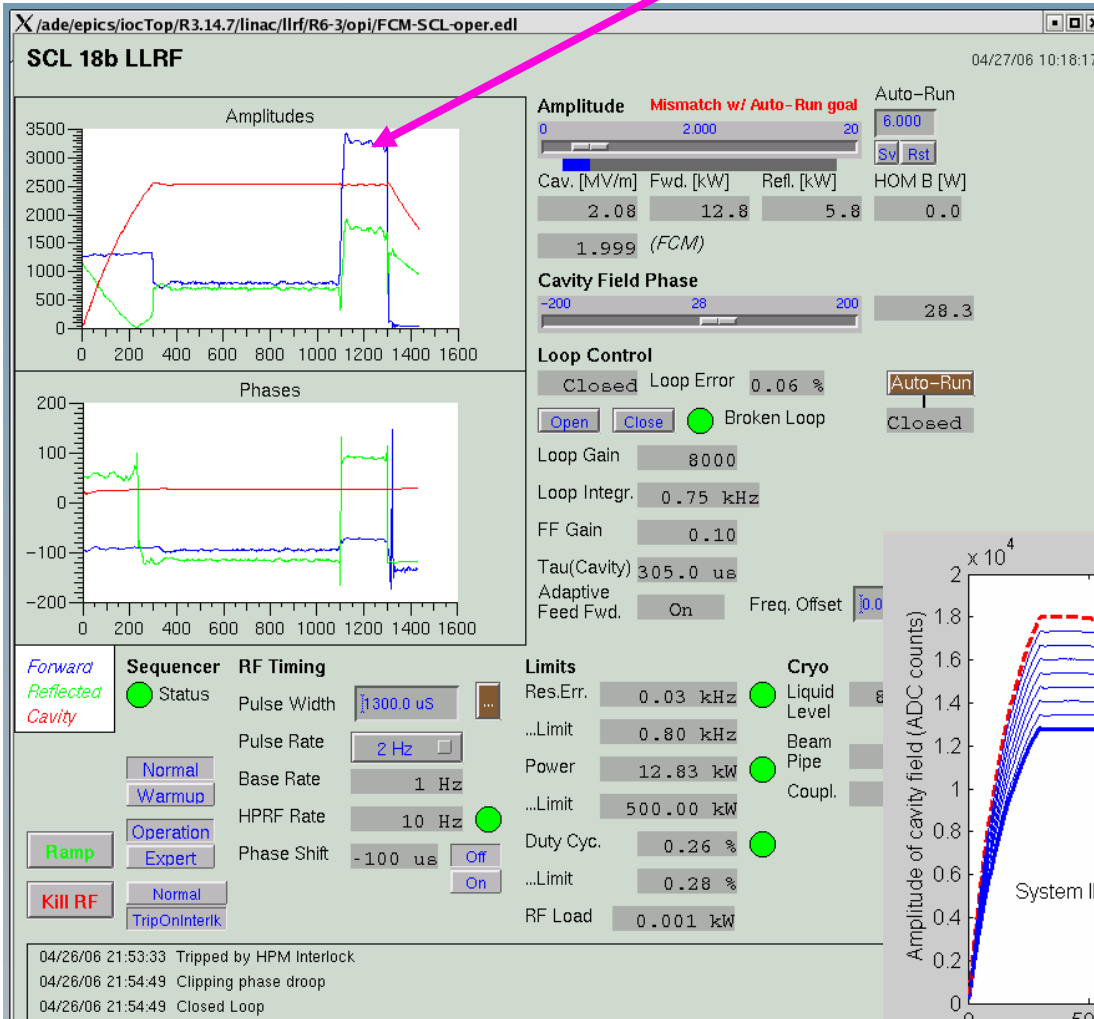 X /ade/epics/iocTop/R3.14.7/linac/llrf/R6-3/opi/FCM-SCL-oper.edl
SCL 18b LLRF
04/27/06 10:18:17
Amplitudes
3500
3000
2500
2000
1500
1000
500
0
0 200 400 600 800 1000 1200 1400 1600
Phases
200
100
0
-100
-200
0 200 400 600 800 1000 1200 1400 1600
Amplitude Mismatch w/ Auto-Run goal
Auto-Run
0 2.000 20
6.000
Sv Rst
Cav. [MV/m] Fwd. [kW] Refl. [kW] HOM B [W]
2.08 12.8 5.8 0.0
1.999 (FCM)
Cavity Field Phase
-200 28 200
28.3
Loop Control
Closed Loop Error 0.06 % Auto-Run
Open Close Broken Loop Closed
Loop Gain 8000
Loop Integr. 0.75 kHz
FF Gain 0.10
Tau(Cavity) 305.0 us
Adaptive
Feed Fwd. On Freq. Offset 0.0
Forward
Reflected
Cavity
Sequencer
Status
Normal
Warmup
Operation
Expert
Normal
TripOnInterlk
Ramp
Kill RF
RF Timing
Pulse Width 1300.0 uS ...
Pulse Rate 2 Hz
Base Rate 1 Hz
HPRF Rate 10 Hz
Phase Shift -100 us Off
On
Limits
Res.Err. 0.03 kHz
...Limit 0.80 kHz
Power 12.83 kW
...Limit 500.00 kW
Duty Cyc. 0.26 %
...Limit 0.28 %
RF Load 0.001 kW
Cryo
Liquid
Level 8
Beam
Pipe
Coupl.
04/26/06 21:53:33 Tripped by HPM Interlock
04/26/06 21:54:49 Clipping phase droop
04/26/06 21:54:49 Closed Loop
x 10^4
2
1.8
1.6
1.4
1.2
1
0.8
0.6
0.4
0.2
0
Amplitude of cavity field (ADC counts)
System